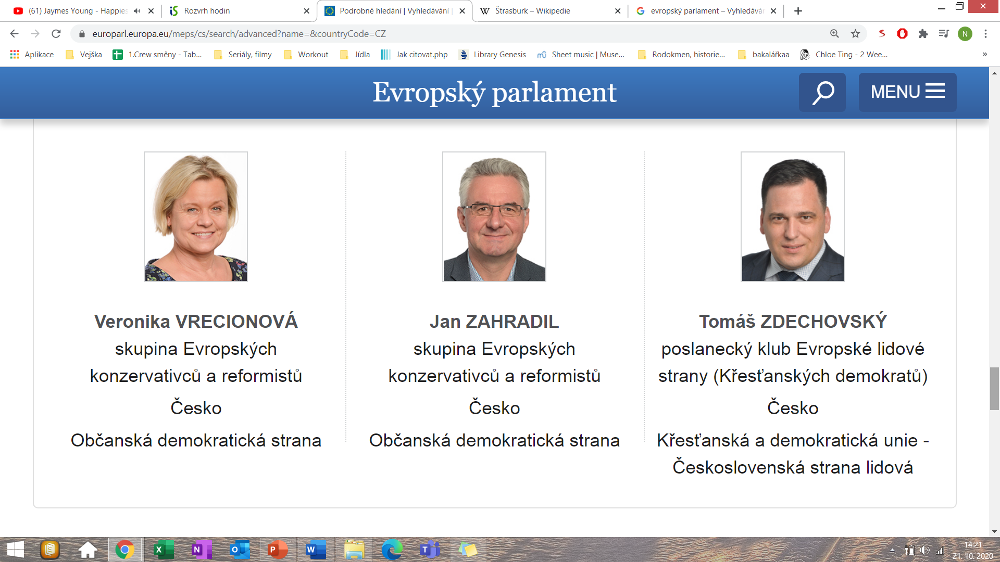 (61) Jaymes Young - Happies
Rozvrh hodin
Podrobné hledání | Vyhledávání |
Štrasburk – Wikipedie
evropský parlament – Vyhledáván
europarl.europa.eu/meps/cs/search/advanced?name=&countryCode=CZ
N
Aplikace
Vejška
1.Crew směny - Tab...
Seriály, filmy
Workout
Jídla
Jak citovat.php
Library Genesis
Sheet music | Muse...
Rodokmen, historie...
bakalářkaa
Chloe Ting - 2 Wee...
»
Evropský parlament
MENU
Veronika VRECIONOVÁ
skupina Evropských
konzervativců a reformistů
Česko
Občanská demokratická strana
Jan ZAHRADIL
skupina Evropských
konzervativců a reformistů
Česko
Občanská demokratická strana
Tomáš ZDECHOVSKÝ
poslanecký klub Evropské lidové
strany (Křesťanských demokratů)
Česko
Křesťanská a demokratická unie -
Československá strana lidová
14:21
21. 10. 2020